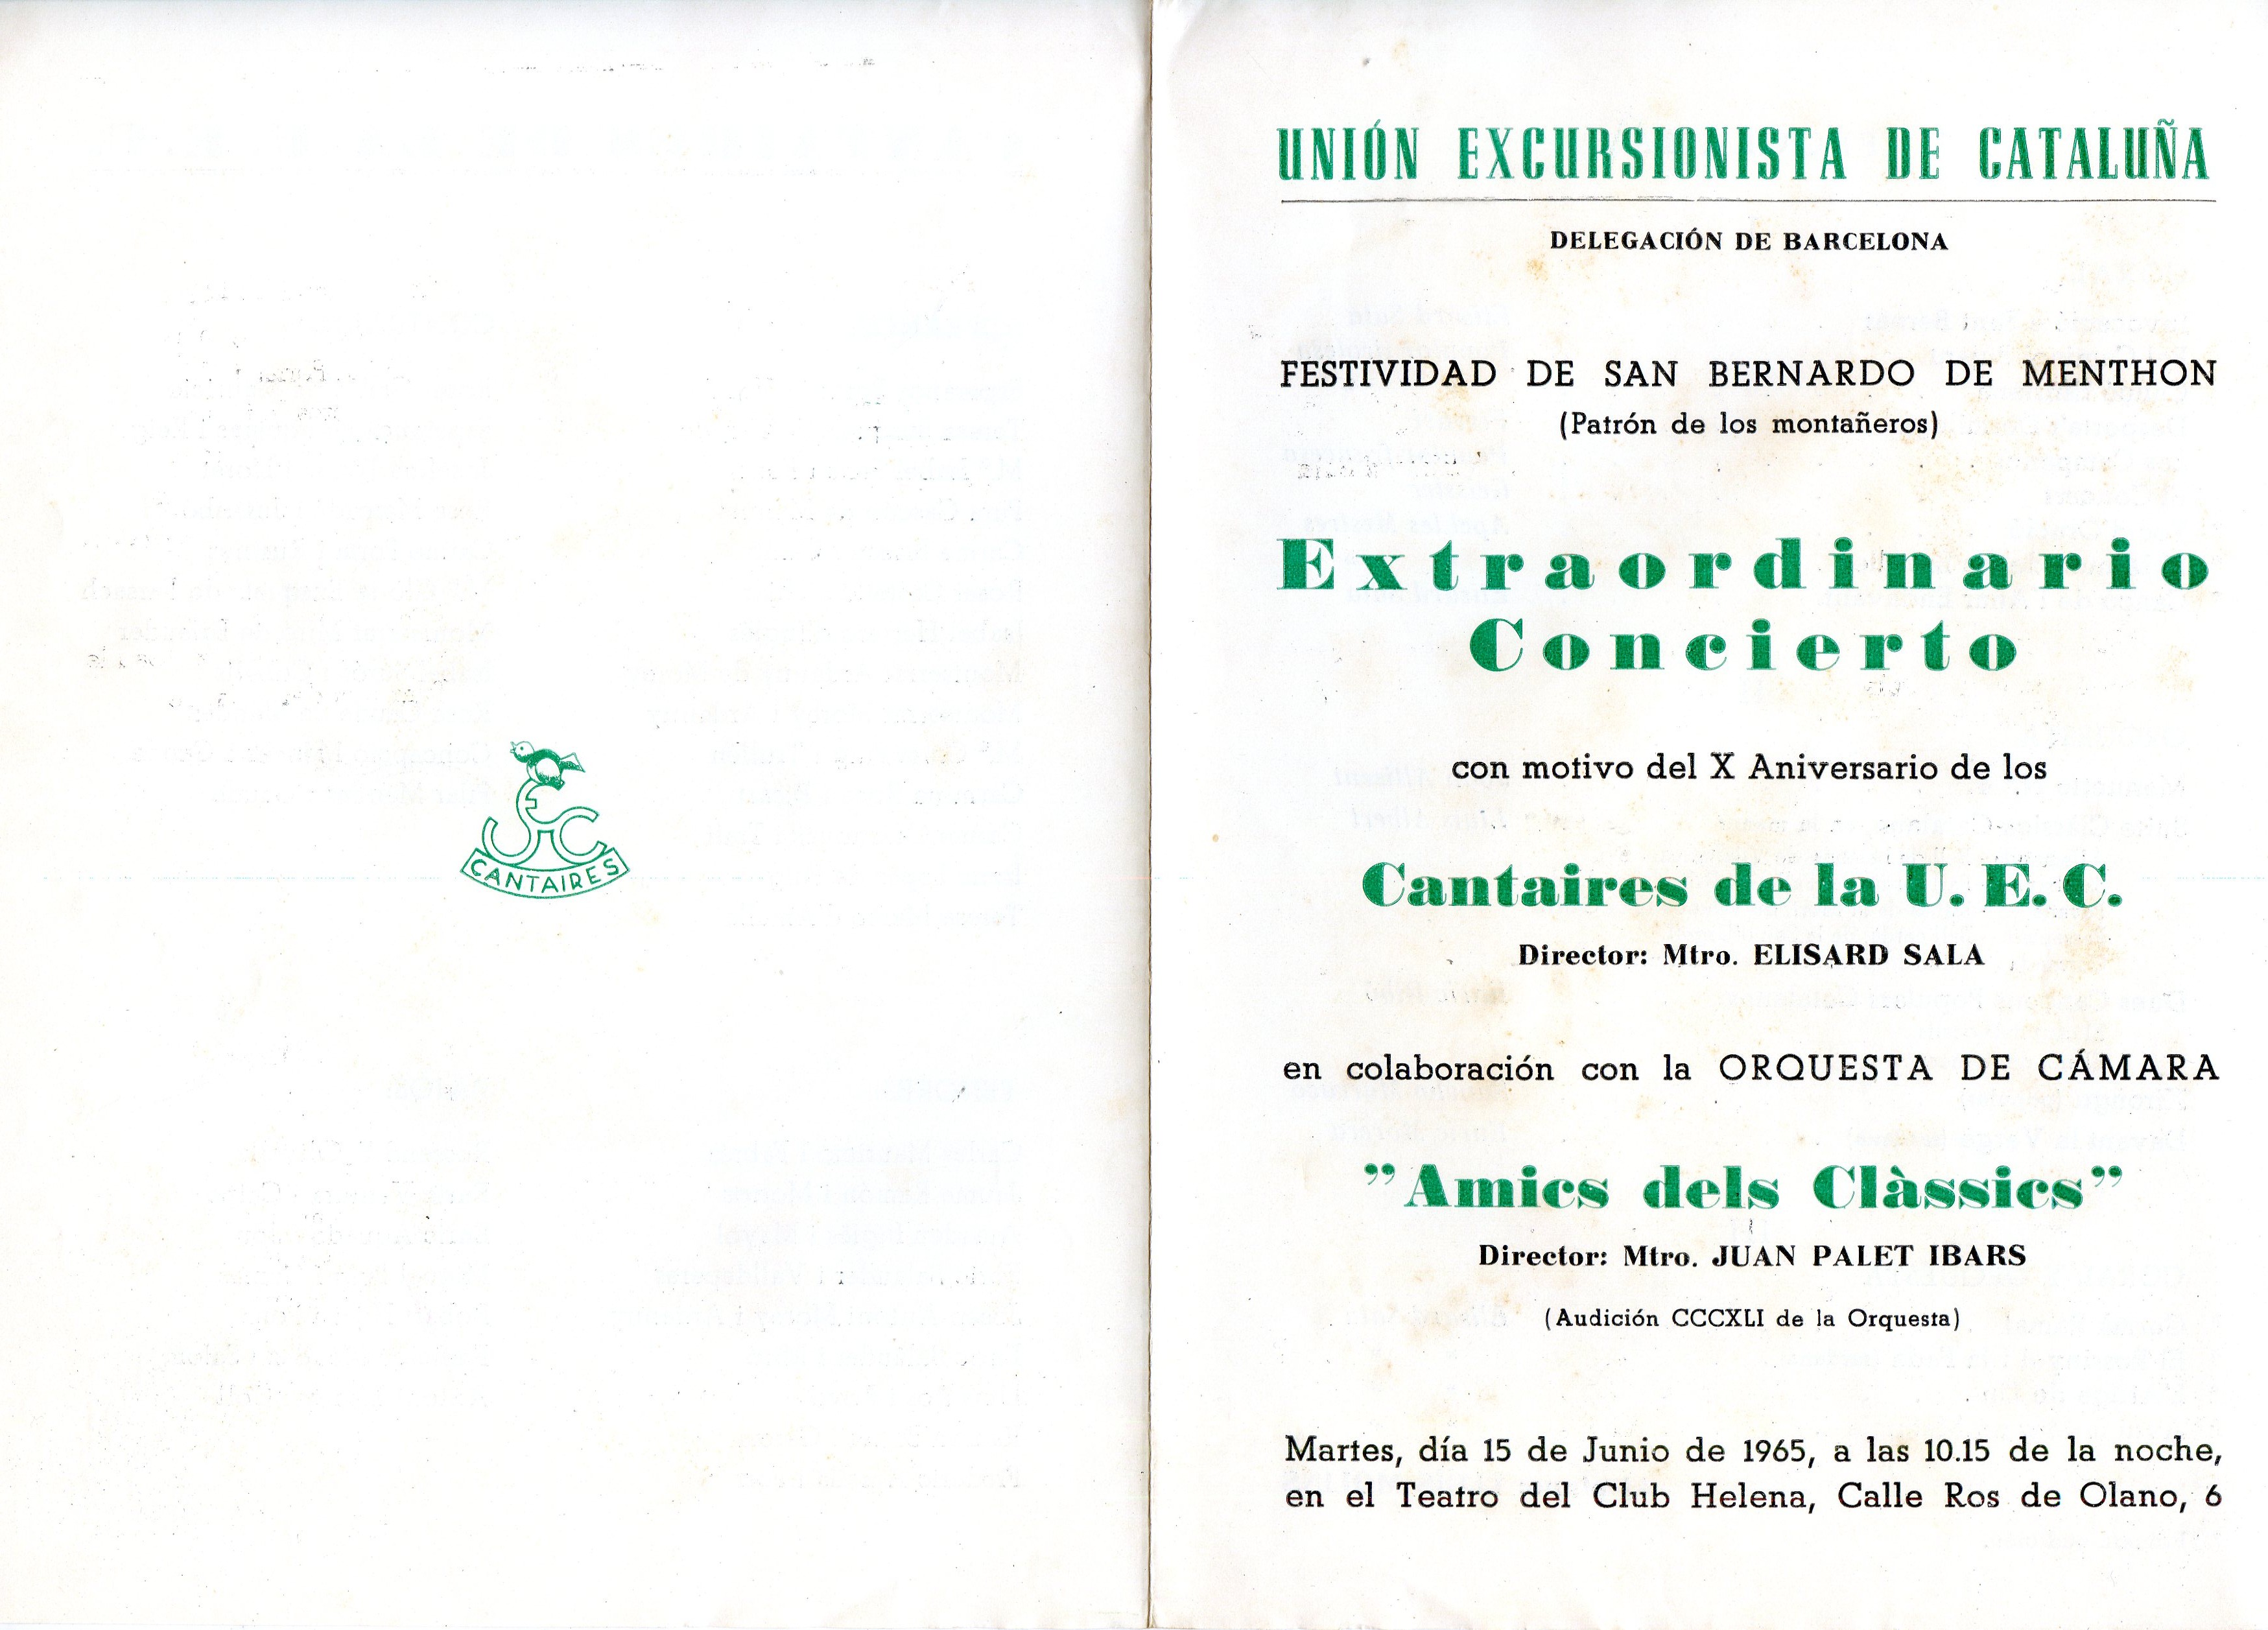 UEC
CANTAIRES
UNIÓN EXCURSIONISTA DE CATALUÑA
DELEGACIÓN DE BARCELONA
FESTIVIDAD DE SAN BERNARDO DE MENTHON
(Patrón de los montañeros)
Extraordinario
Concierto
con motivo del X Aniversario de los
Cantaires de la U. E. C.
Director: Mtro. ELISARD SALA
en colaboración con la ORQUESTA DE CÁMARA
”Amics dels Clàssics”
Director: Mtro. JUAN PALET IBARS
(Audición CCCXLI de la Orquesta)
Martes, día 15 de Junio de 1965, a las 10.15 de la noche,
en el Teatro del Club Helena, Calle Ros de Olano, 6